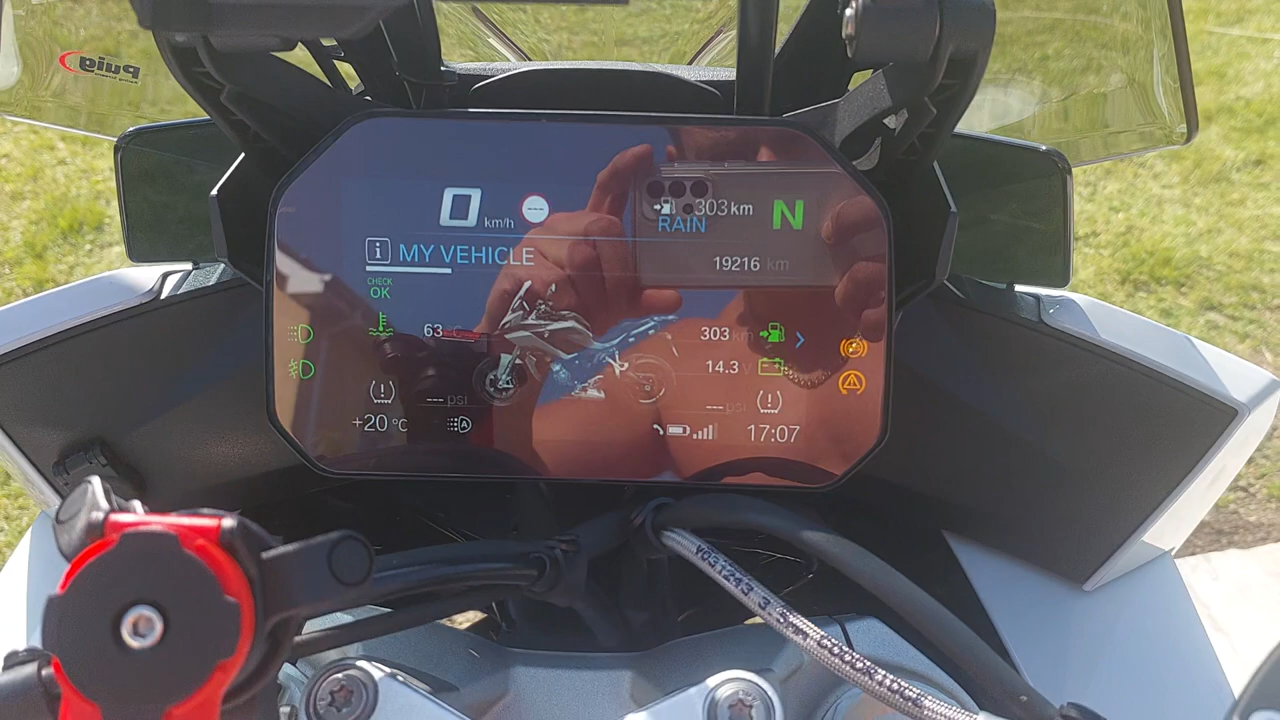 Puig
0 km/h
303 km
RAIN
N
19216 km
i MY VEHICLE
CHECK
OK
63 °C
303 km
14.3 V
--- psi
--- psi
+20 °C
A
17:07